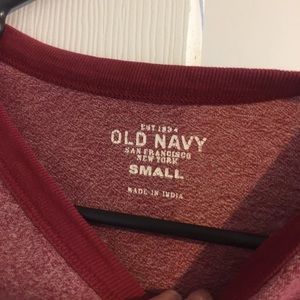 EST 1994
OLD NAVY
SAN FRANCISCO
NEW YORK
SMALL
MADE IN INDIA